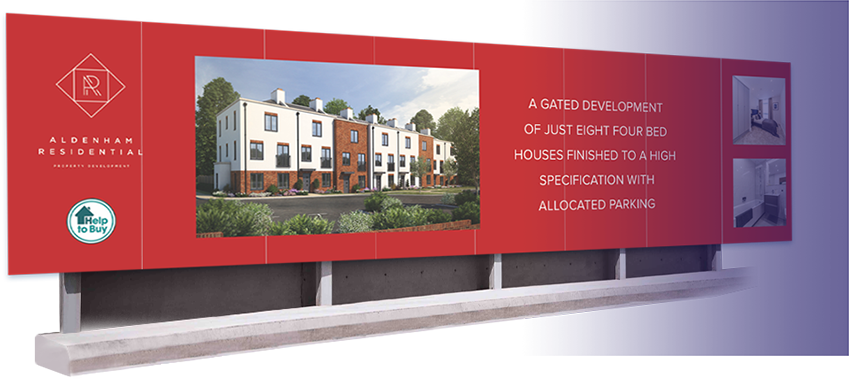 ALDENHAM
RESIDENTIAL
PROPERTY DEVELOPMENT
Help
to Buy
A GATED DEVELOPMENT
OF JUST EIGHT FOUR BED
HOUSES FINISHED TO A HIGH
SPECIFICATION WITH
ALLOCATED PARKING